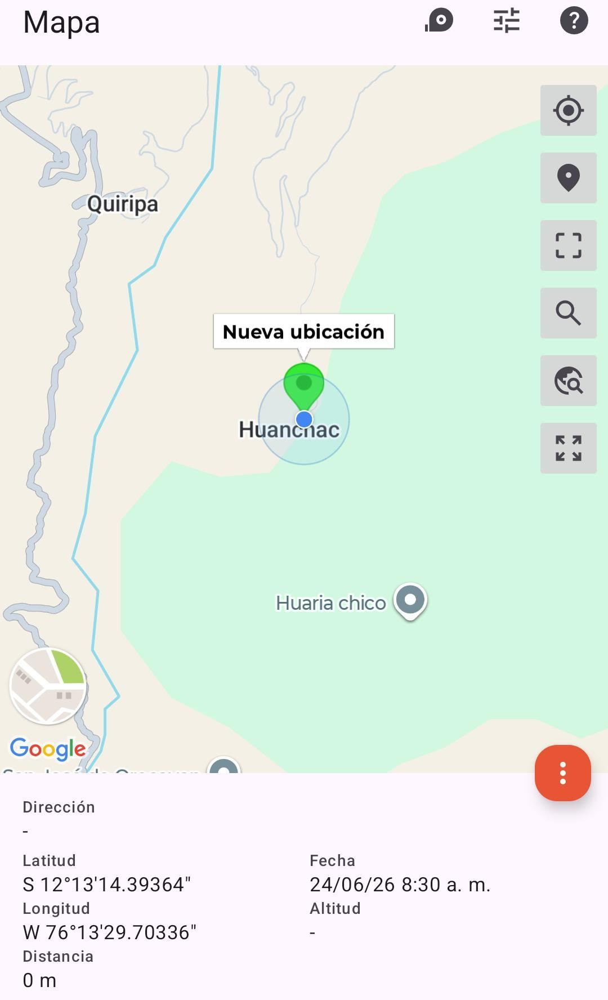 Mapa
Quiripa
Nueva ubicación
Huanchac
Huaria chico
Google
Dirección
-
Latitud
S 12°13'14.39364"
Fecha
24/06/26 8:30 a. m.
Longitud
W 76°13'29.70336"
Altitud
-
Distancia
0 m